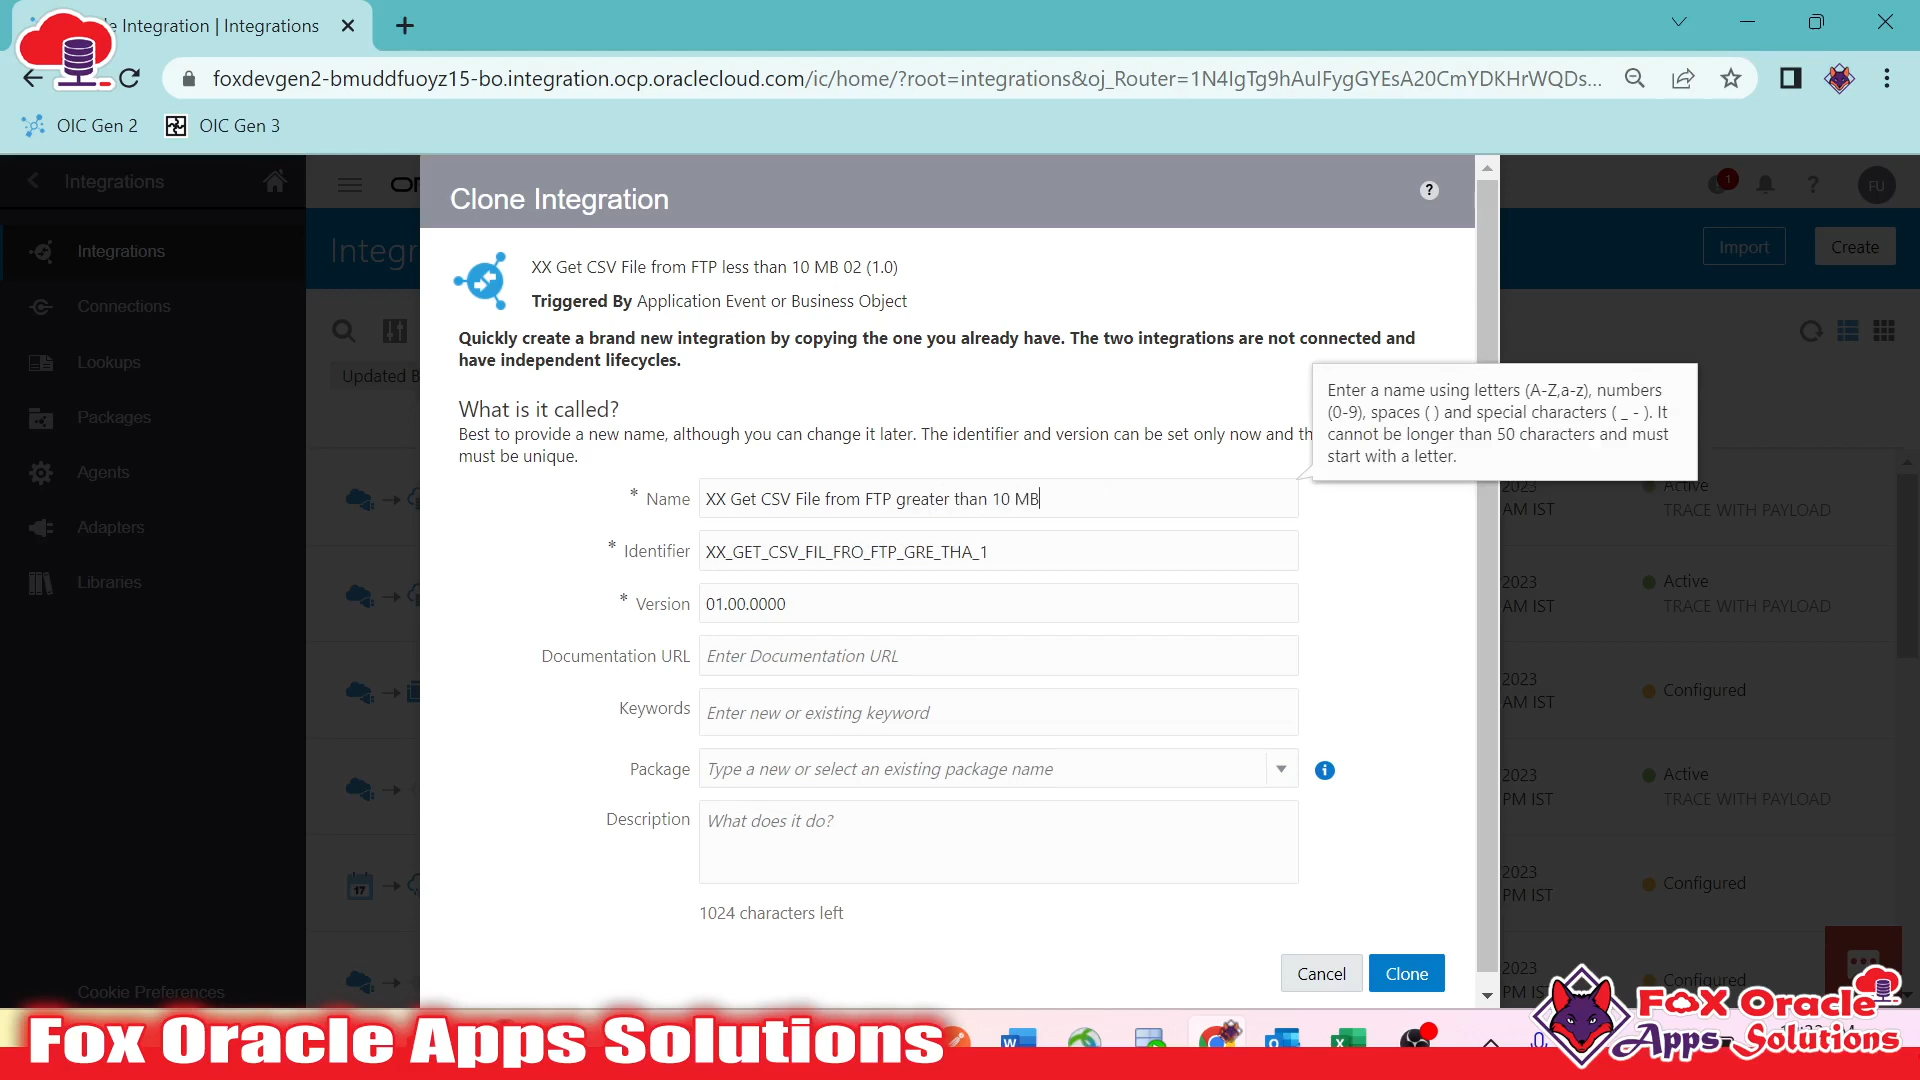 Integration | Integrations
foxdevgen2-bmuddfuoyz15-bo.integration.ocp.oraclecloud.com/ic/home/?root=integrations&oj_Router=1N4IgTg9hAuIFygGYEsA20CmYDKHrWQDs...
OIC Gen 2
OIC Gen 3
Integrations
Clone Integration
?
1
?
FU
Integrations
Integr
Import
Create
XX Get CSV File from FTP less than 10 MB 02 (1.0)
Triggered By Application Event or Business Object
Connections
Quickly create a brand new integration by copying the one you already have. The two integrations are not connected and
have independent lifecycles.
Lookups
Updated B
Enter a name using letters (A-Z,a-z), numbers
(0-9), spaces ( ) and special characters ( _ - ). It
cannot be longer than 50 characters and must
start with a letter.
Packages
What is it called?
Best to provide a new name, although you can change it later. The identifier and version can be set only now and th
must be unique.
Agents
* Name XX Get CSV File from FTP greater than 10 MB
2023
AM IST
Active
TRACE WITH PAYLOAD
Adapters
* Identifier XX_GET_CSV_FIL_FRO_FTP_GRE_THA_1
Libraries
* Version 01.00.0000
2023
AM IST
Active
TRACE WITH PAYLOAD
Documentation URL Enter Documentation URL
Keywords Enter new or existing keyword
2023
AM IST
Configured
Package Type a new or select an existing package name
2023
PM IST
Active
TRACE WITH PAYLOAD
Description What does it do?
17
2023
PM IST
Configured
1024 characters left
Cancel
Clone
2023
PM IS
Configured
Cookie Preferences
Fox Oracle Apps Solutions
Fox Oracle
Apps Solutions